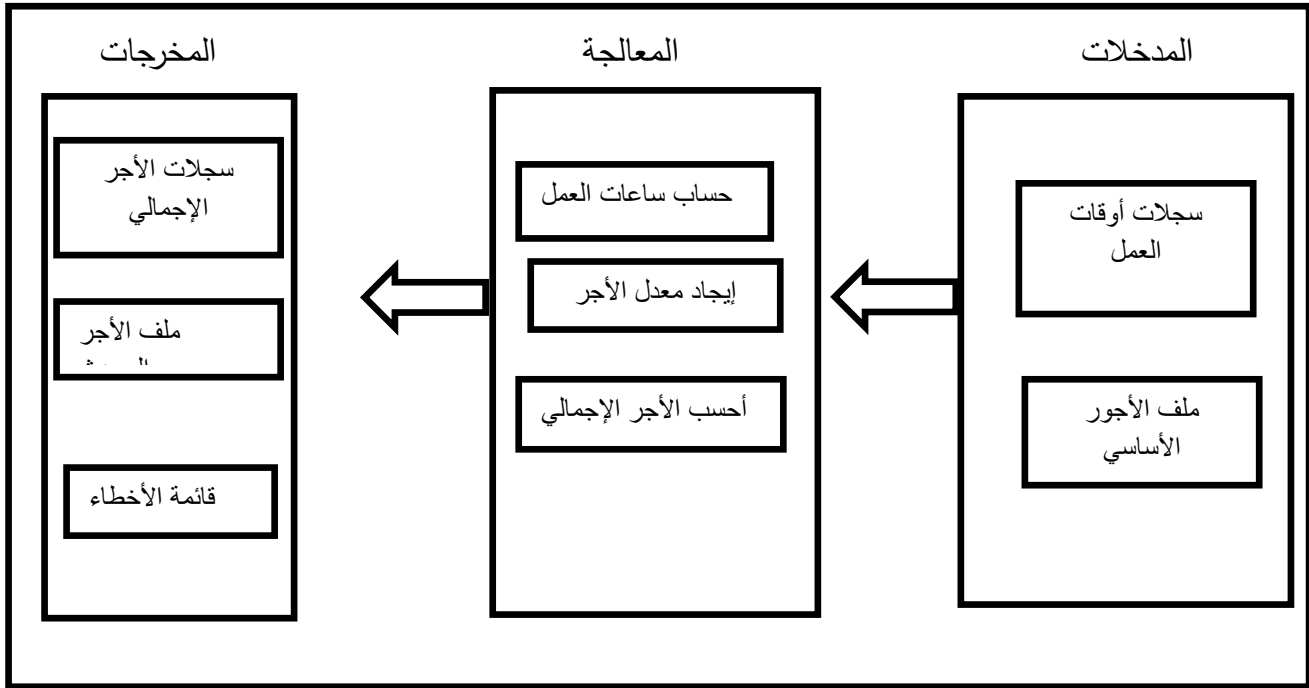 المدخلات
المعالجة
المخرجات
سجلات أوقات
العمل
ملف الأجور
الأساسي
حساب ساعات العمل
إيجاد معدل الأجر
أحسب الأجر الإجمالي
سجلات الأجر
الإجمالي
ملف الأجر
قائمة الأخطاء